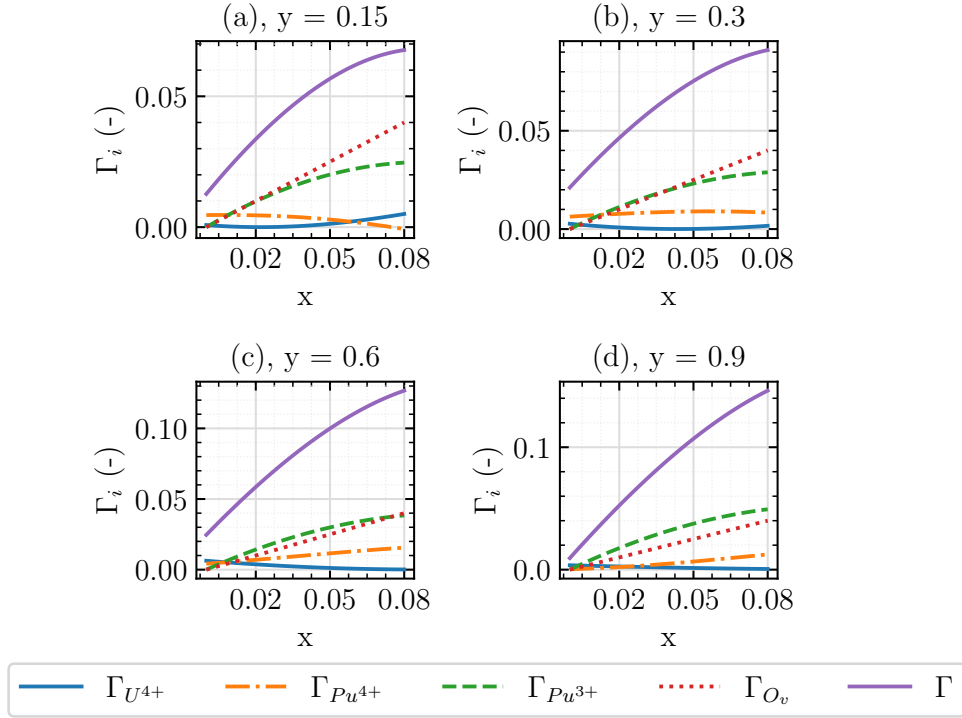 (a), y = 0.15
(b), y = 0.3
Γ_i (-)
0.05
0.00
0.02 0.05 0.08
x
Γ_i (-)
0.05
0.00
0.02 0.05 0.08
x
(c), y = 0.6
(d), y = 0.9
Γ_i (-)
0.10
0.05
0.00
0.02 0.05 0.08
x
Γ_i (-)
0.1
0.0
0.02 0.05 0.08
x
Γ_{U^{4+}} Γ_{Pu^{4+}} Γ_{Pu^{3+}} Γ_{O_v} Γ